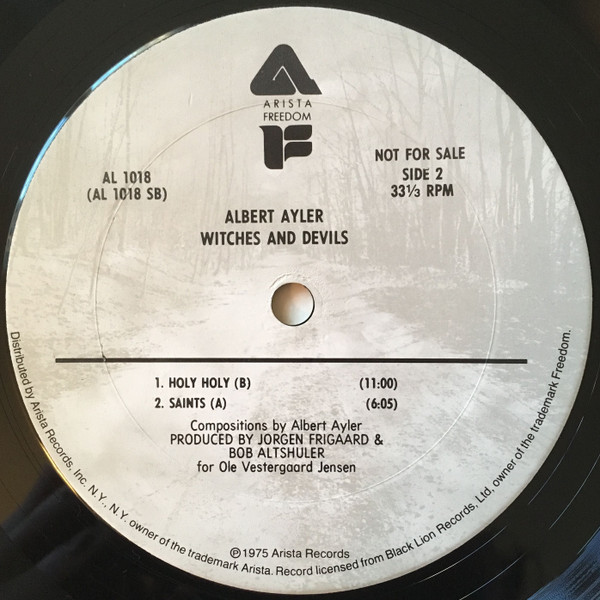 ARISTA
FREEDOM
AL 1018
(AL 1018 SB)
NOT FOR SALE
SIDE 2
33⅓ RPM
ALBERT AYLER
WITCHES AND DEVILS
1. HOLY HOLY (B) (11:00)
2. SAINTS (A) (6:05)
Compositions by Albert Ayler
PRODUCED BY JORGEN FRIGAARD &
BOB ALTSHULER
for Ole Vestergaard Jensen
℗1975 Arista Records
Distributed by Arista Records, Inc. N.Y., N.Y. owner of the trademark Arista. Record licensed from Black Lion Records, Ltd, owner of the trademark Freedom.